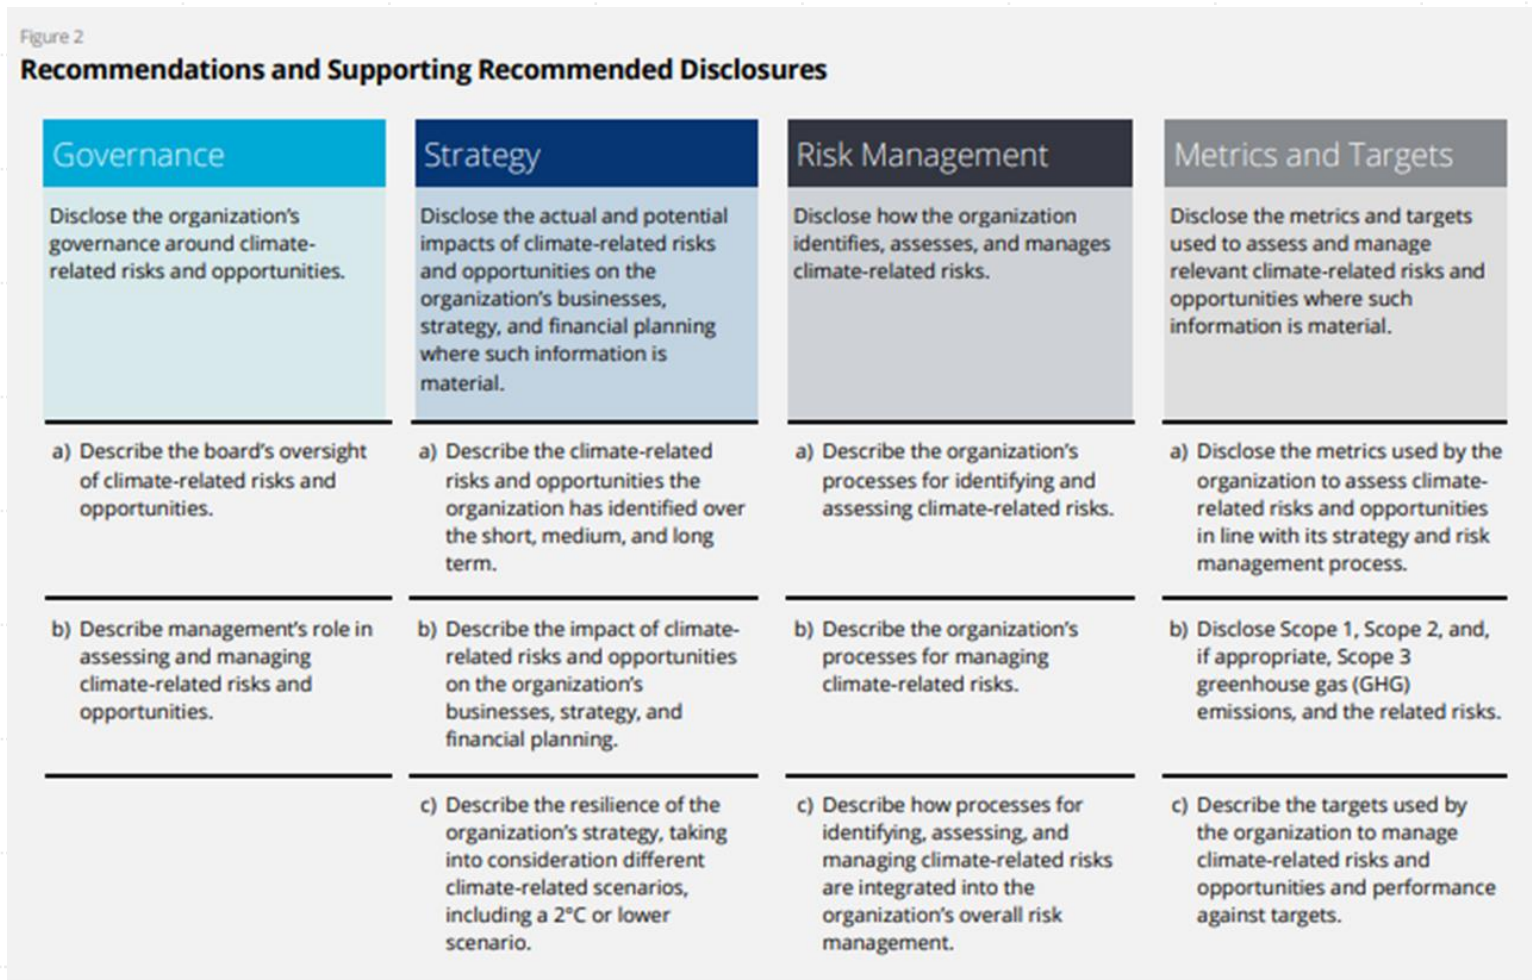 Figure 2
Recommendations and Supporting Recommended Disclosures
Governance
Disclose the organization's
governance around climate-
related risks and opportunities.
a) Describe the board's oversight
of climate-related risks and
opportunities.
b) Describe management's role in
assessing and managing
climate-related risks and
opportunities.
Strategy
Disclose the actual and potential
impacts of climate-related risks
and opportunities on the
organization's businesses,
strategy, and financial planning
where such information is
material.
a) Describe the climate-related
risks and opportunities the
organization has identified over
the short, medium, and long
term.
b) Describe the impact of climate-
related risks and opportunities
on the organization's
businesses, strategy, and
financial planning.
c) Describe the resilience of the
organization's strategy, taking
into consideration different
climate-related scenarios,
including a 2°C or lower
scenario.
Risk Management
Disclose how the organization
identifies, assesses, and manages
climate-related risks.
a) Describe the organization's
processes for identifying and
assessing climate-related risks.
b) Describe the organization's
processes for managing
climate-related risks.
c) Describe how processes for
identifying, assessing, and
managing climate-related risks
are integrated into the
organization's overall risk
management.
Metrics and Targets
Disclose the metrics and targets
used to assess and manage
relevant climate-related risks and
opportunities where such
information is material.
a) Disclose the metrics used by the
organization to assess climate-
related risks and opportunities
in line with its strategy and risk
management process.
b) Disclose Scope 1, Scope 2, and,
if appropriate, Scope 3
greenhouse gas (GHG)
emissions, and the related risks.
c) Describe the targets used by
the organization to manage
climate-related risks and
opportunities and performance
against targets.